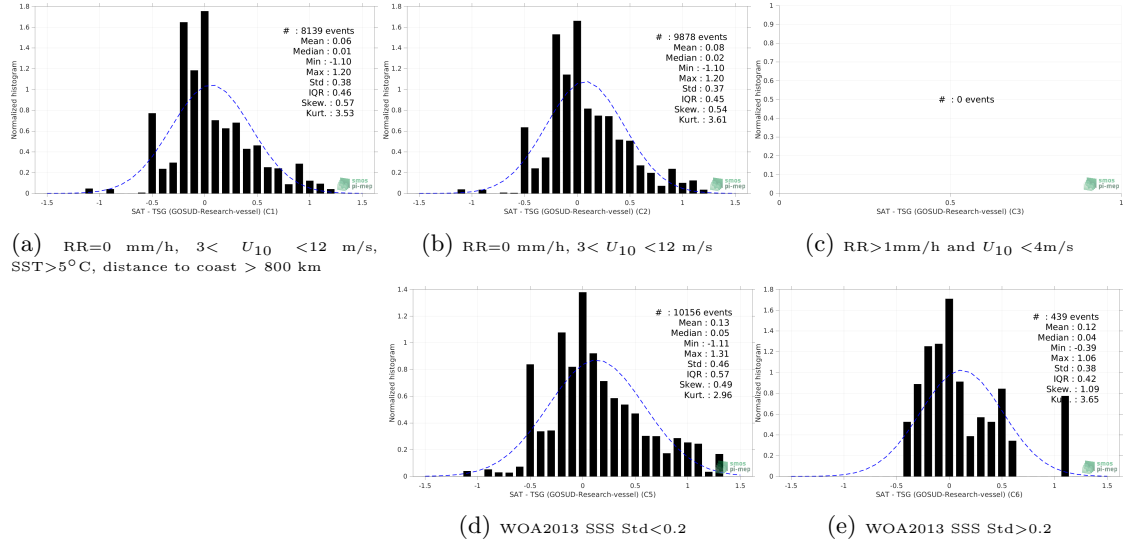 1.8
1.6
1.4
1.2
1
0.8
0.6
0.4
0.2
0
Normalized histogram
# : 8139 events
Mean : 0.06
Median : 0.01
Min : -1.10
Max : 1.20
Std : 0.38
IQR : 0.46
Skew. : 0.57
Kurt. : 3.53
smos
pi-mep
-1.5 -1 -0.5 0 0.5 1 1.5
SAT - TSG (GOSUD-Research-vessel) (C1)
(a) RR=0 mm/h, 3< U10 <12 m/s,
SST>5°C, distance to coast > 800 km
1.8
1.6
1.4
1.2
1
0.8
0.6
0.4
0.2
0
Normalized histogram
# : 9878 events
Mean : 0.08
Median : 0.02
Min : -1.10
Max : 1.20
Std : 0.37
IQR : 0.45
Skew. : 0.54
Kurt. : 3.61
smos
pi-mep
-1.5 -1 -0.5 0 0.5 1 1.5
SAT - TSG (GOSUD-Research-vessel) (C2)
(b) RR=0 mm/h, 3< U10 <12 m/s
1
0.9
0.8
0.7
0.6
0.5
0.4
0.3
0.2
0.1
0
Normalized histogram
# : 0 events
smos
pi-mep
0 0.5 1
SAT - TSG (GOSUD-Research-vessel) (C3)
(c) RR>1mm/h and U10 <4m/s
1.4
1.2
1
0.8
0.6
0.4
0.2
0
Normalized histogram
# : 10156 events
Mean : 0.13
Median : 0.05
Min : -1.11
Max : 1.31
Std : 0.46
IQR : 0.57
Skew. : 0.49
Kurt. : 2.96
smos
pi-mep
-1.5 -1 -0.5 0 0.5 1 1.5
SAT - TSG (GOSUD-Research-vessel) (C5)
(d) WOA2013 SSS Std<0.2
1.8
1.6
1.4
1.2
1
0.8
0.6
0.4
0.2
0
Normalized histogram
# : 439 events
Mean : 0.12
Median : 0.04
Min : -0.39
Max : 1.06
Std : 0.38
IQR : 0.42
Skew. : 1.09
Kurt. : 3.65
smos
pi-mep
-1.5 -1 -0.5 0 0.5 1 1.5
SAT - TSG (GOSUD-Research-vessel) (C6)
(e) WOA2013 SSS Std>0.2